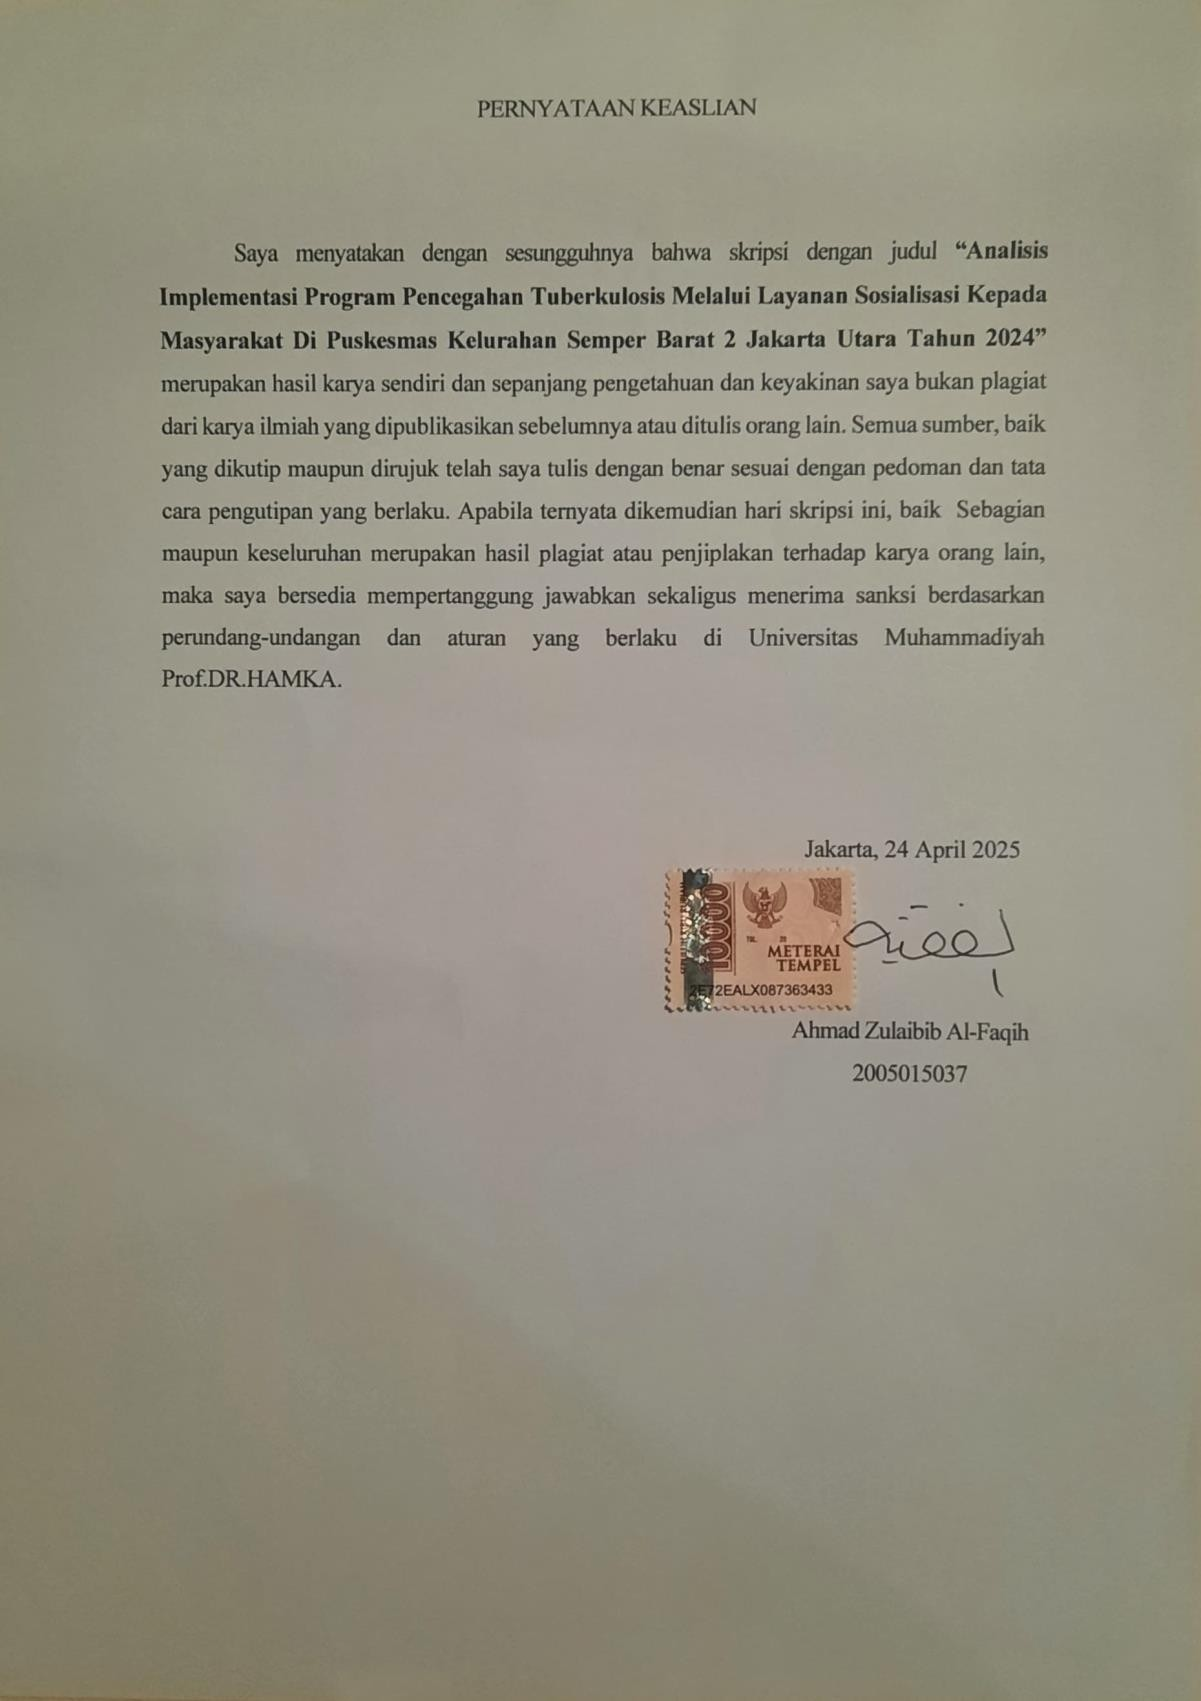 PERNYATAAN KEASLIAN
Saya menyatakan dengan sesungguhnya bahwa skripsi dengan judul “Analisis
Implementasi Program Pencegahan Tuberkulosis Melalui Layanan Sosialisasi Kepada
Masyarakat Di Puskesmas Kelurahan Semper Barat 2 Jakarta Utara Tahun 2024”
merupakan hasil karya sendiri dan sepanjang pengetahuan dan keyakinan saya bukan plagiat
dari karya ilmiah yang dipublikasikan sebelumnya atau ditulis orang lain. Semua sumber, baik
yang dikutip maupun dirujuk telah saya tulis dengan benar sesuai dengan pedoman dan tata
cara pengutipan yang berlaku. Apabila ternyata dikemudian hari skripsi ini, baik Sebagian
maupun keseluruhan merupakan hasil plagiat atau penjiplakan terhadap karya orang lain,
maka saya bersedia mempertanggung jawabkan sekaligus menerima sanksi berdasarkan
perundang-undangan dan aturan yang berlaku di Universitas Muhammadiyah
Prof.DR.HAMKA.
Jakarta, 24 April 2025
10000
TGL. 20
METERAI
TEMPEL
2E72EALX087363433
Ahmad Zulaibib Al-Faqih
2005015037